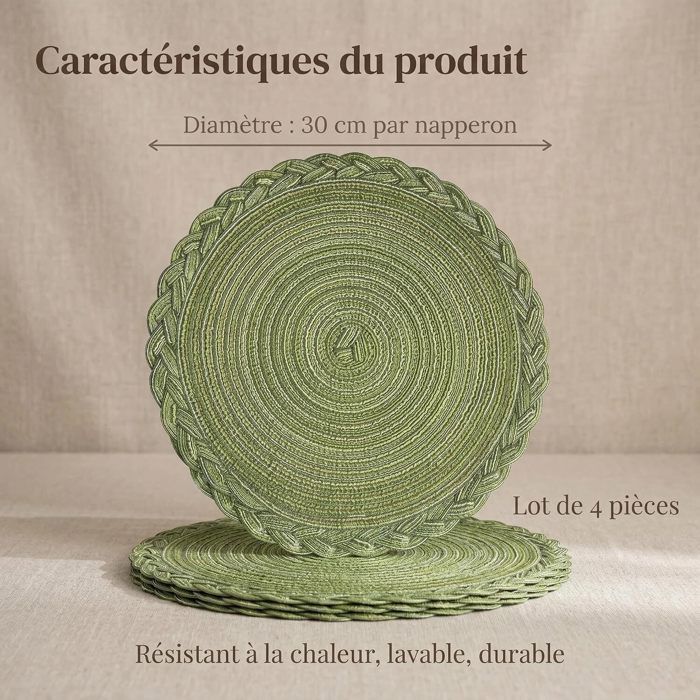 Caractéristiques du produit
Diamètre : 30 cm par napperon
Lot de 4 pièces
Résistant à la chaleur, lavable, durable